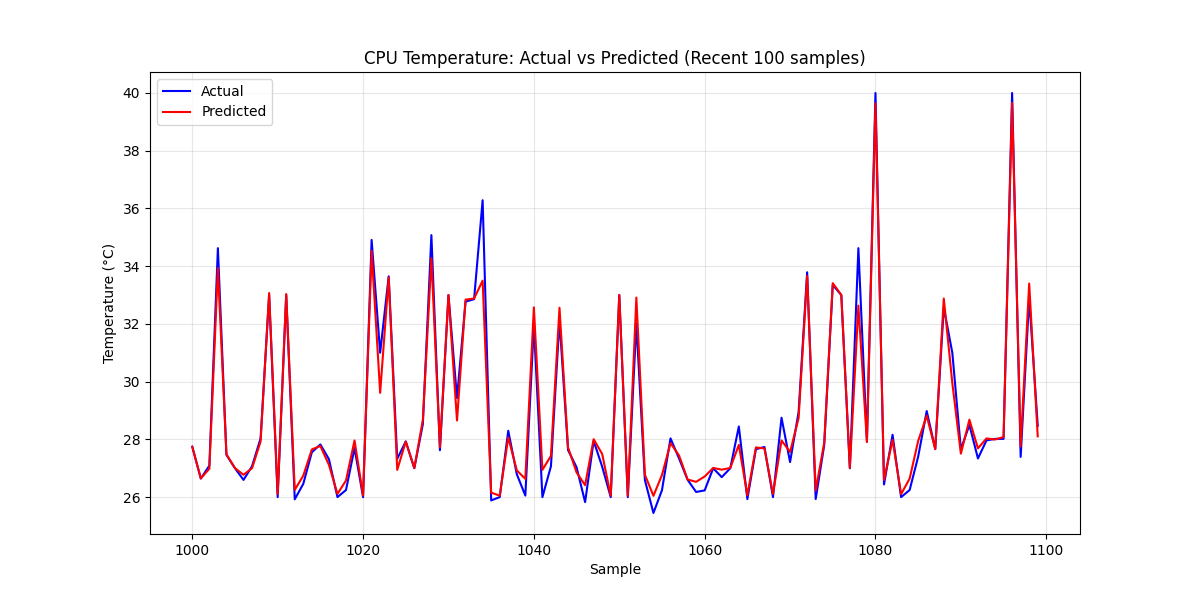 CPU Temperature: Actual vs Predicted (Recent 100 samples)
Actual
Predicted
Temperature (°C)
40
38
36
34
32
30
28
26
1000
1020
1040
1060
1080
1100
Sample